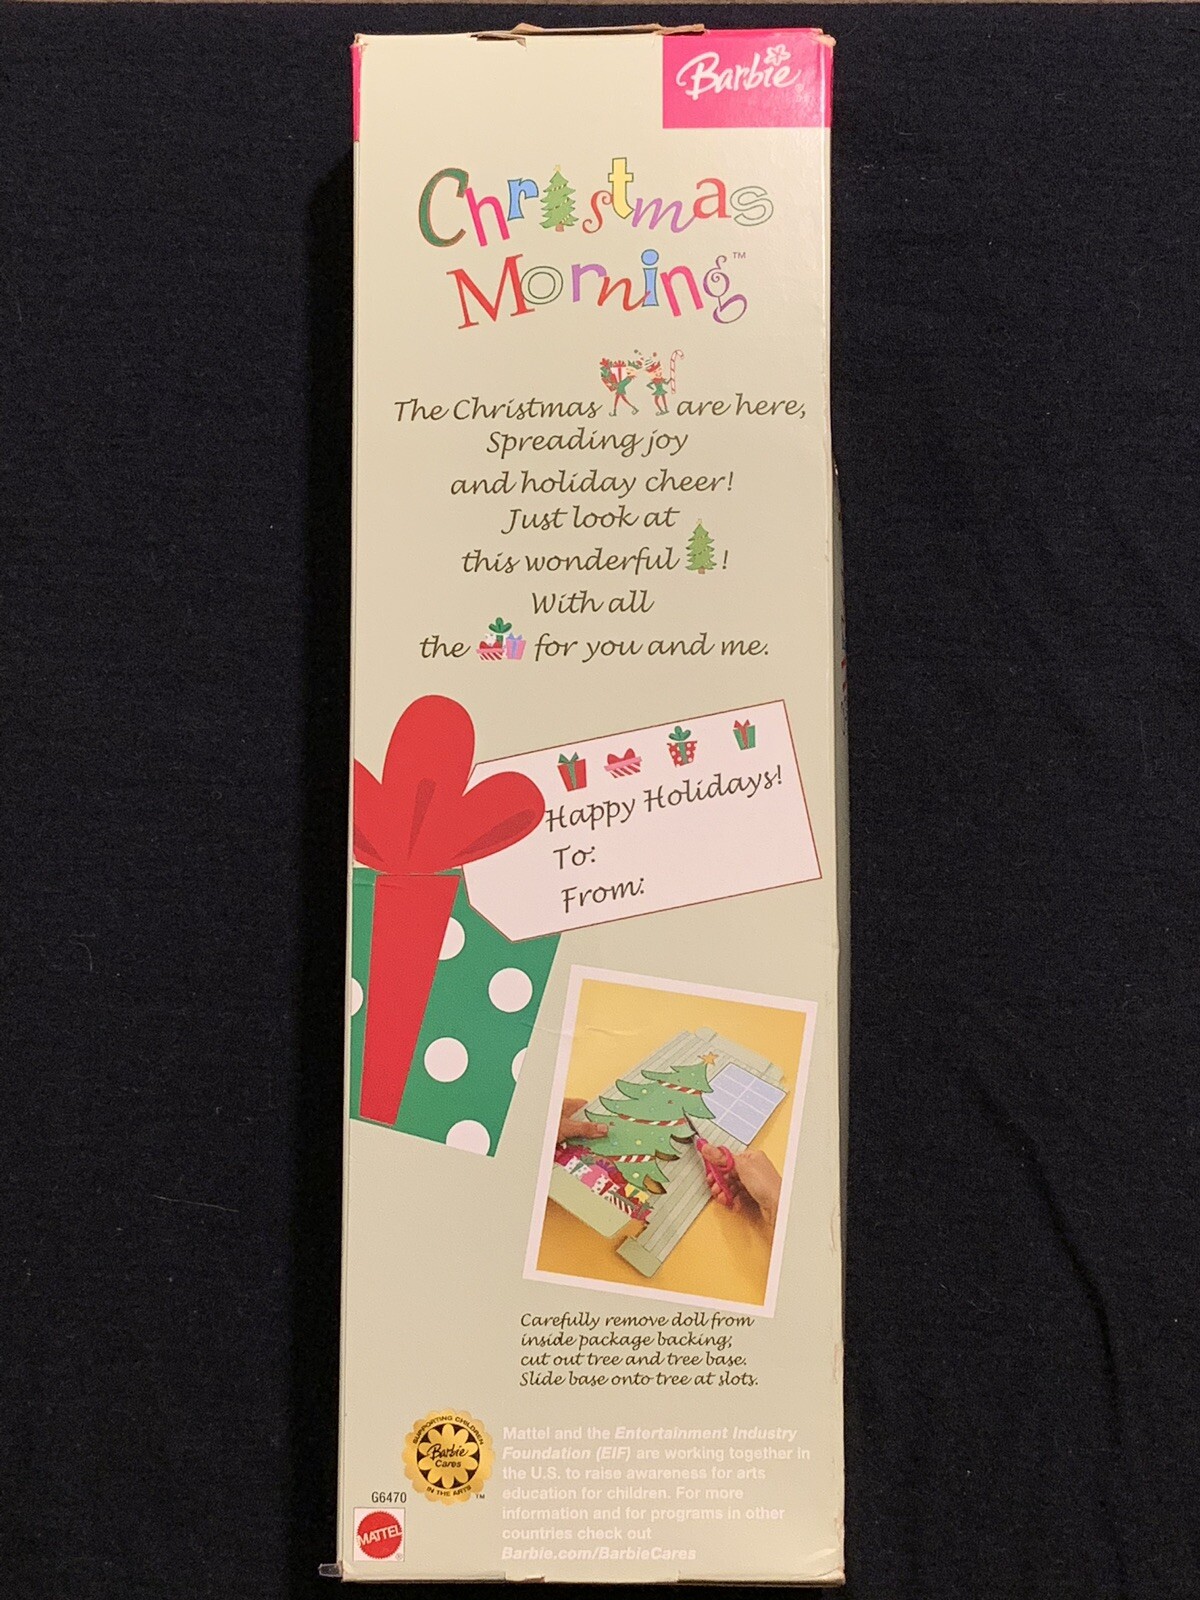 Barbie®
Christmas
Morning™
The Christmas are here,
Spreading joy
and holiday cheer!
Just look at
this wonderful !
With all
the for you and me.
Happy Holidays!
To:
From:
Carefully remove doll from
inside package backing,
cut out tree and tree base.
Slide base onto tree at slots.
SUPPORTING CHILDREN
Barbie
Cares
IN THE ARTS
™
Mattel and the Entertainment Industry
Foundation (EIF) are working together in
the U.S. to raise awareness for arts
education for children. For more
information and for programs in other
countries check out
Barbie.com/BarbieCares
G6470
MATTEL®